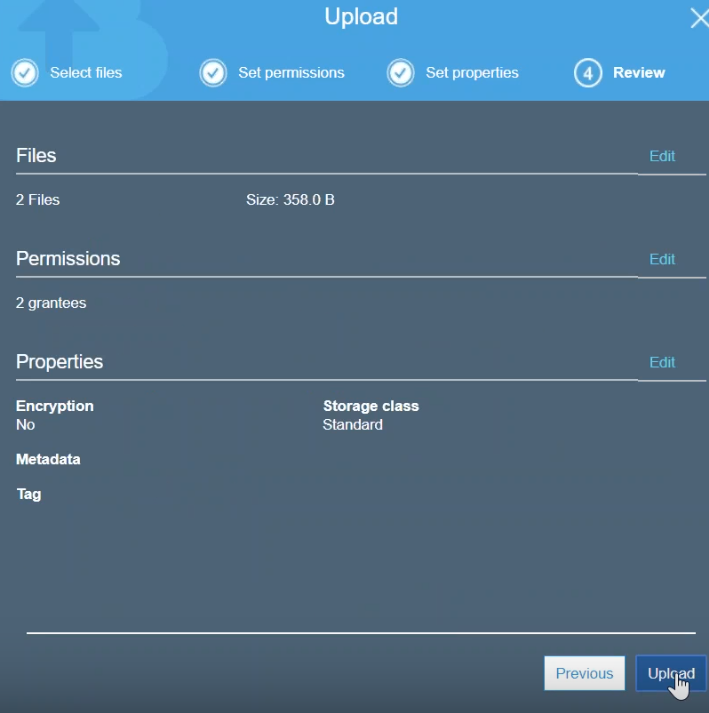 Upload
Select files
Set permissions
Set properties
4 Review
Files Edit
2 Files Size: 358.0 B
Permissions Edit
2 grantees
Properties Edit
Encryption Storage class
No Standard
Metadata
Tag
Previous Upload